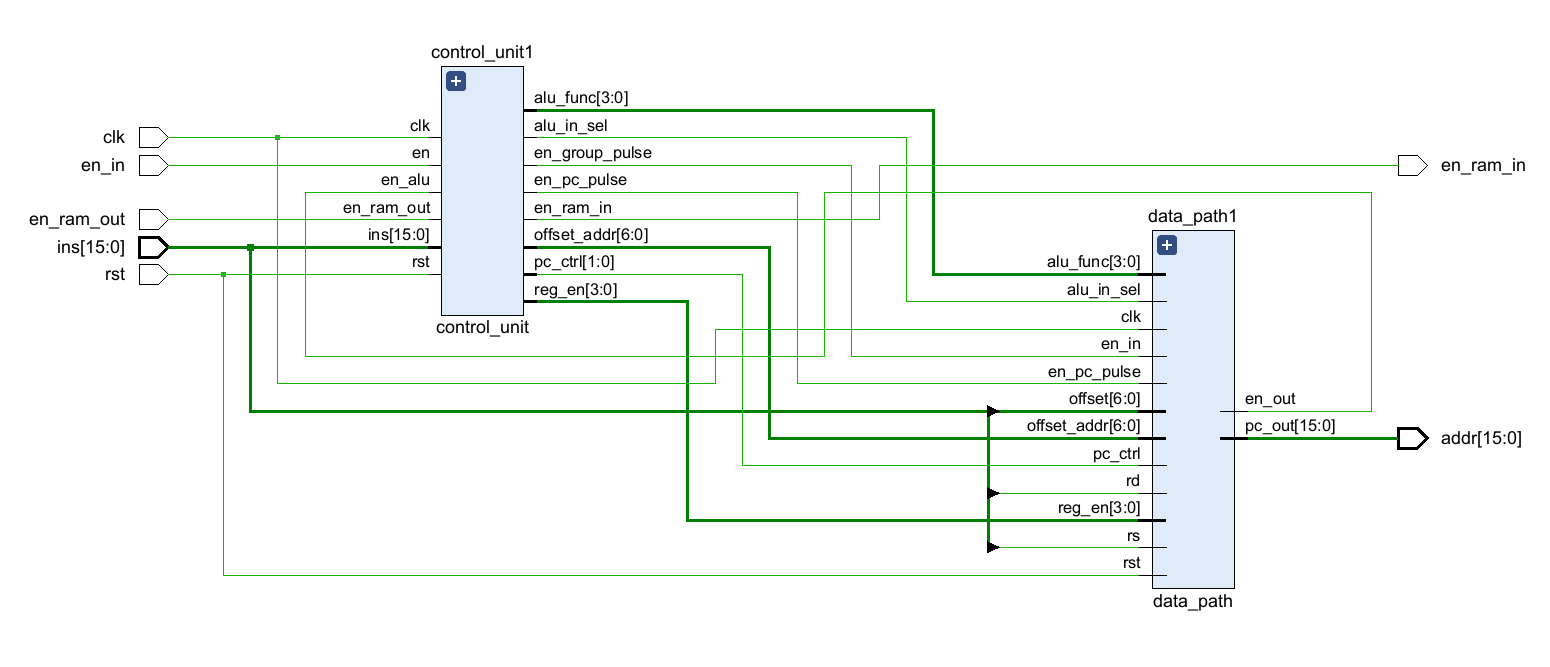 control_unit1
clk
en_in
en_ram_out
ins[15:0]
rst
clk
en
en_alu
en_ram_out
ins[15:0]
rst
alu_func[3:0]
alu_in_sel
en_group_pulse
en_pc_pulse
en_ram_in
offset_addr[6:0]
pc_ctrl[1:0]
reg_en[3:0]
control_unit
data_path1
alu_func[3:0]
alu_in_sel
clk
en_in
en_pc_pulse
offset[6:0]
offset_addr[6:0]
pc_ctrl
rd
reg_en[3:0]
rs
rst
en_out
pc_out[15:0]
data_path
en_ram_in
addr[15:0]